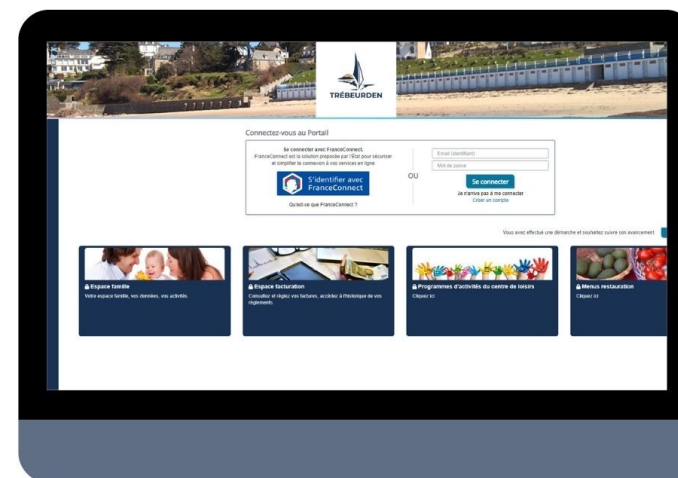 TRÉBEURDEN
Connectez-vous au Portail
Se connecter avec FranceConnect,
FranceConnect est la solution proposée par l'État pour sécuriser
et simplifier la connexion à vos services en ligne
S'identifier avec
FranceConnect
Qu'est-ce que FranceConnect ?
OU
Email (identifiant)
Mot de passe
Se connecter
Je n'arrive pas à me connecter
Créer un compte
Vous avez effectué une démarche et souhaitez suivre son avancement
Espace famille
Votre espace famille, vos données, vos activités.
Espace facturation
Consultez et réglez vos factures, accédez à l'historique de vos
règlements.
Programmes d'activités du centre de loisirs
Cliquez ici
Menus restauration
Cliquez ici